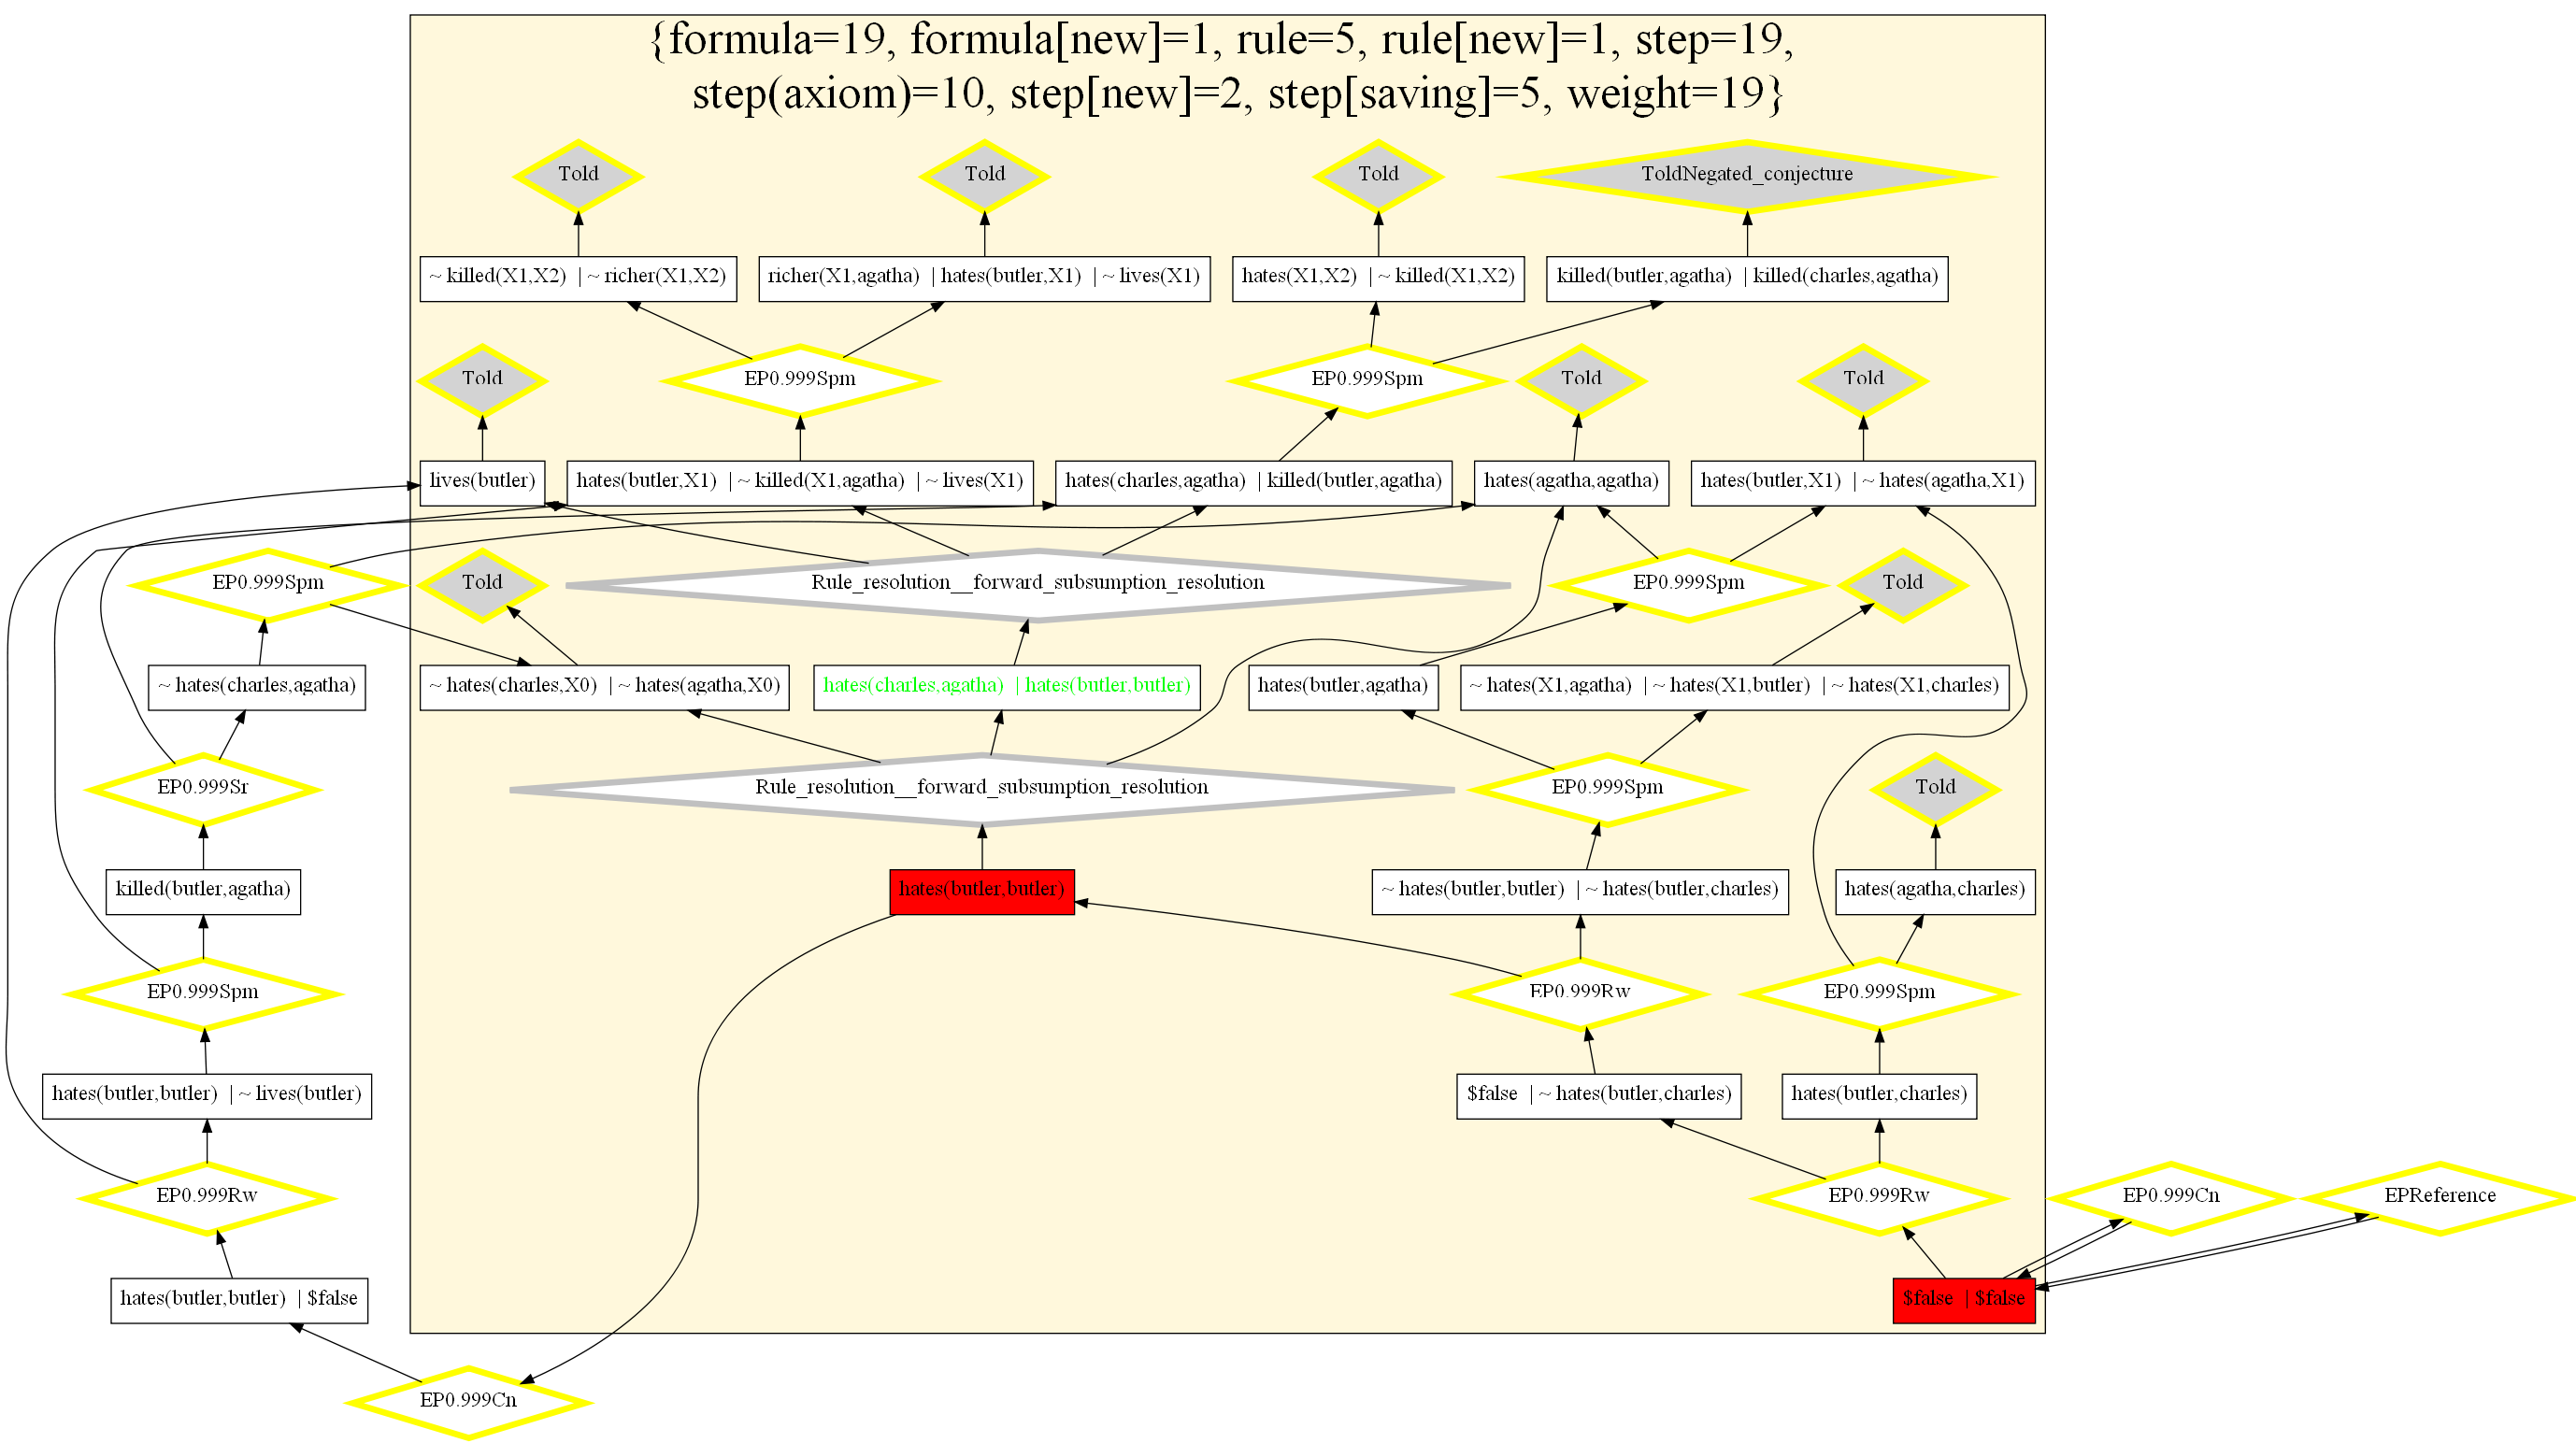 {formula=19, formula[new]=1, rule=5, rule[new]=1, step=19,
step(axiom)=10, step[new]=2, step[saving]=5, weight=19}
Told
Told
Told
ToldNegated_conjecture
~ killed(X1,X2) | ~ richer(X1,X2)
richer(X1,agatha) | hates(butler,X1) | ~ lives(X1)
hates(X1,X2) | ~ killed(X1,X2)
killed(butler,agatha) | killed(charles,agatha)
Told
EP0.999Spm
EP0.999Spm
Told
Told
lives(butler)
hates(butler,X1) | ~ killed(X1,agatha) | ~ lives(X1)
hates(charles,agatha) | killed(butler,agatha)
hates(agatha,agatha)
hates(butler,X1) | ~ hates(agatha,X1)
EP0.999Spm
Told
Rule_resolution__forward_subsumption_resolution
EP0.999Spm
Told
~ hates(charles,agatha)
~ hates(charles,X0) | ~ hates(agatha,X0)
hates(charles,agatha) | hates(butler,butler)
hates(butler,agatha)
~ hates(X1,agatha) | ~ hates(X1,butler) | ~ hates(X1,charles)
EP0.999Sr
Rule_resolution__forward_subsumption_resolution
EP0.999Spm
Told
killed(butler,agatha)
hates(butler,butler)
~ hates(butler,butler) | ~ hates(butler,charles)
hates(agatha,charles)
EP0.999Spm
EP0.999Rw
EP0.999Spm
hates(butler,butler) | ~ lives(butler)
$false | ~ hates(butler,charles)
hates(butler,charles)
EP0.999Rw
EP0.999Rw
EP0.999Cn
EPReference
hates(butler,butler) | $false
$false | $false
EP0.999Cn